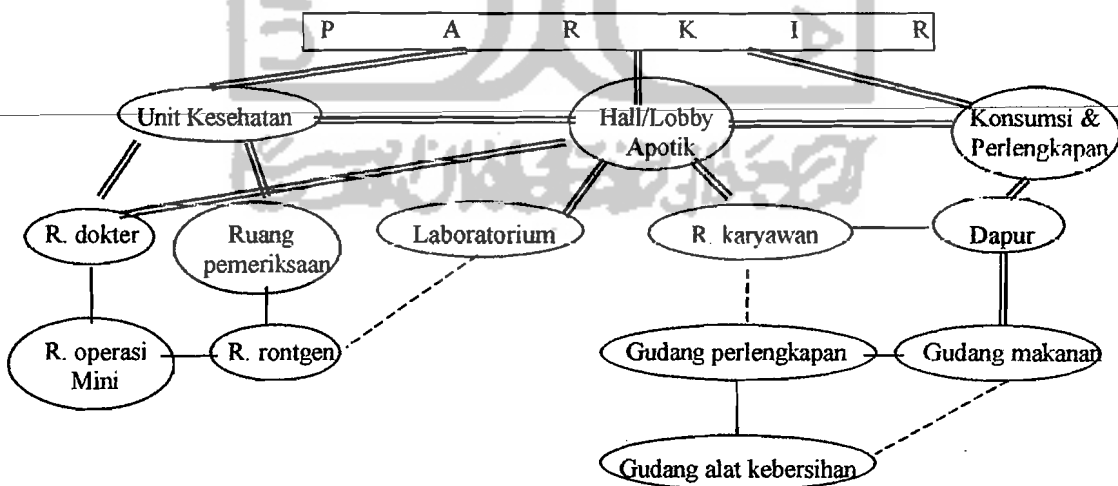 P A R K I R
Unit Kesehatan
Hall/Lobby
Apotik
Konsumsi &
Perlengkapan
R. dokter
Ruang
pemeriksaan
Laboratorium
R. karyawan
Dapur
R. operasi
Mini
R. rontgen
Gudang perlengkapan
Gudang makanan
Gudang alat kebersihan